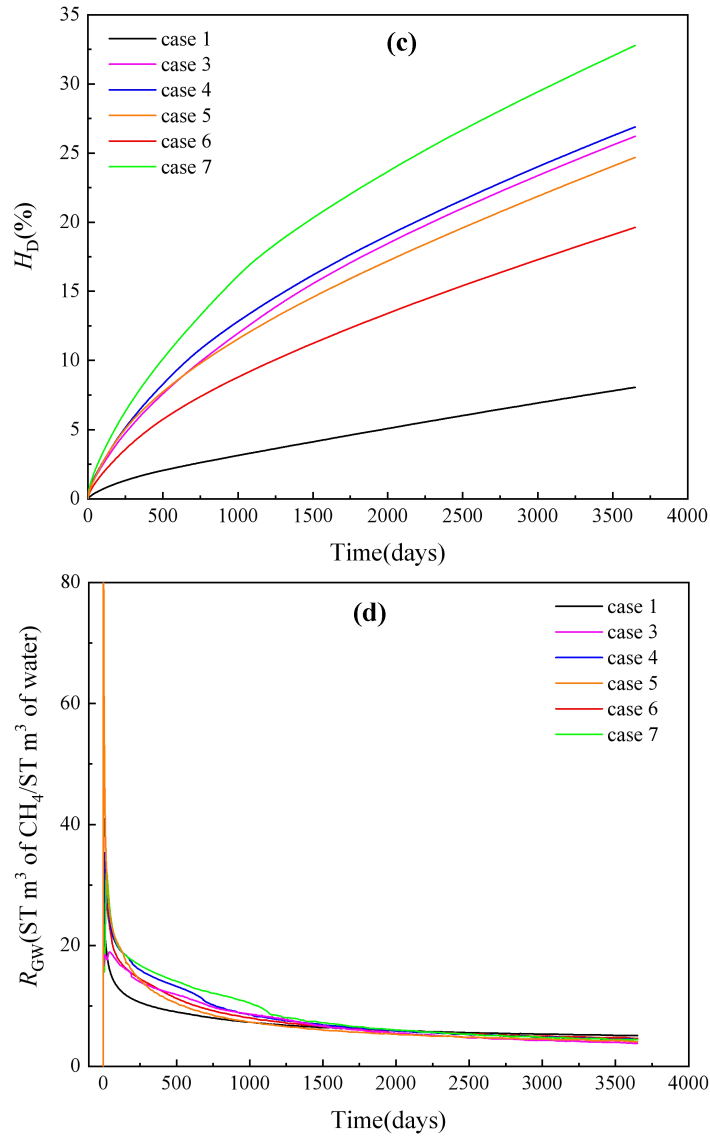 (c)
case 1
case 3
case 4
case 5
case 6
case 7
H_D(%)
35
30
25
20
15
10
5
0
0 500 1000 1500 2000 2500 3000 3500 4000
Time(days)
(d)
case 1
case 3
case 4
case 5
case 6
case 7
R_GW(ST m³ of CH₄/ST m³ of water)
80
60
40
20
0
0 500 1000 1500 2000 2500 3000 3500 4000
Time(days)